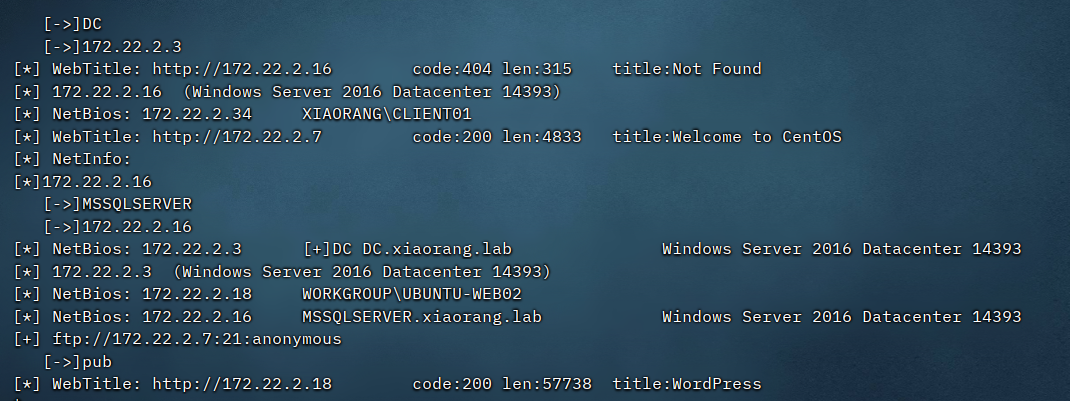 [->]DC
[->]172.22.2.3
[*] WebTitle: http://172.22.2.16 code:404 len:315 title:Not Found
[*] 172.22.2.16 (Windows Server 2016 Datacenter 14393)
[*] NetBios: 172.22.2.34 XIAORANG\CLIENT01
[*] WebTitle: http://172.22.2.7 code:200 len:4833 title:Welcome to CentOS
[*] NetInfo:
[*]172.22.2.16
[->]MSSQLSERVER
[->]172.22.2.16
[*] NetBios: 172.22.2.3 [+]DC DC.xiaorang.lab Windows Server 2016 Datacenter 14393
[*] 172.22.2.3 (Windows Server 2016 Datacenter 14393)
[*] NetBios: 172.22.2.18 WORKGROUP\UBUNTU-WEB02
[*] NetBios: 172.22.2.16 MSSQLSERVER.xiaorang.lab Windows Server 2016 Datacenter 14393
[+] ftp://172.22.2.7:21:anonymous
[->]pub
[*] WebTitle: http://172.22.2.18 code:200 len:57738 title:WordPress